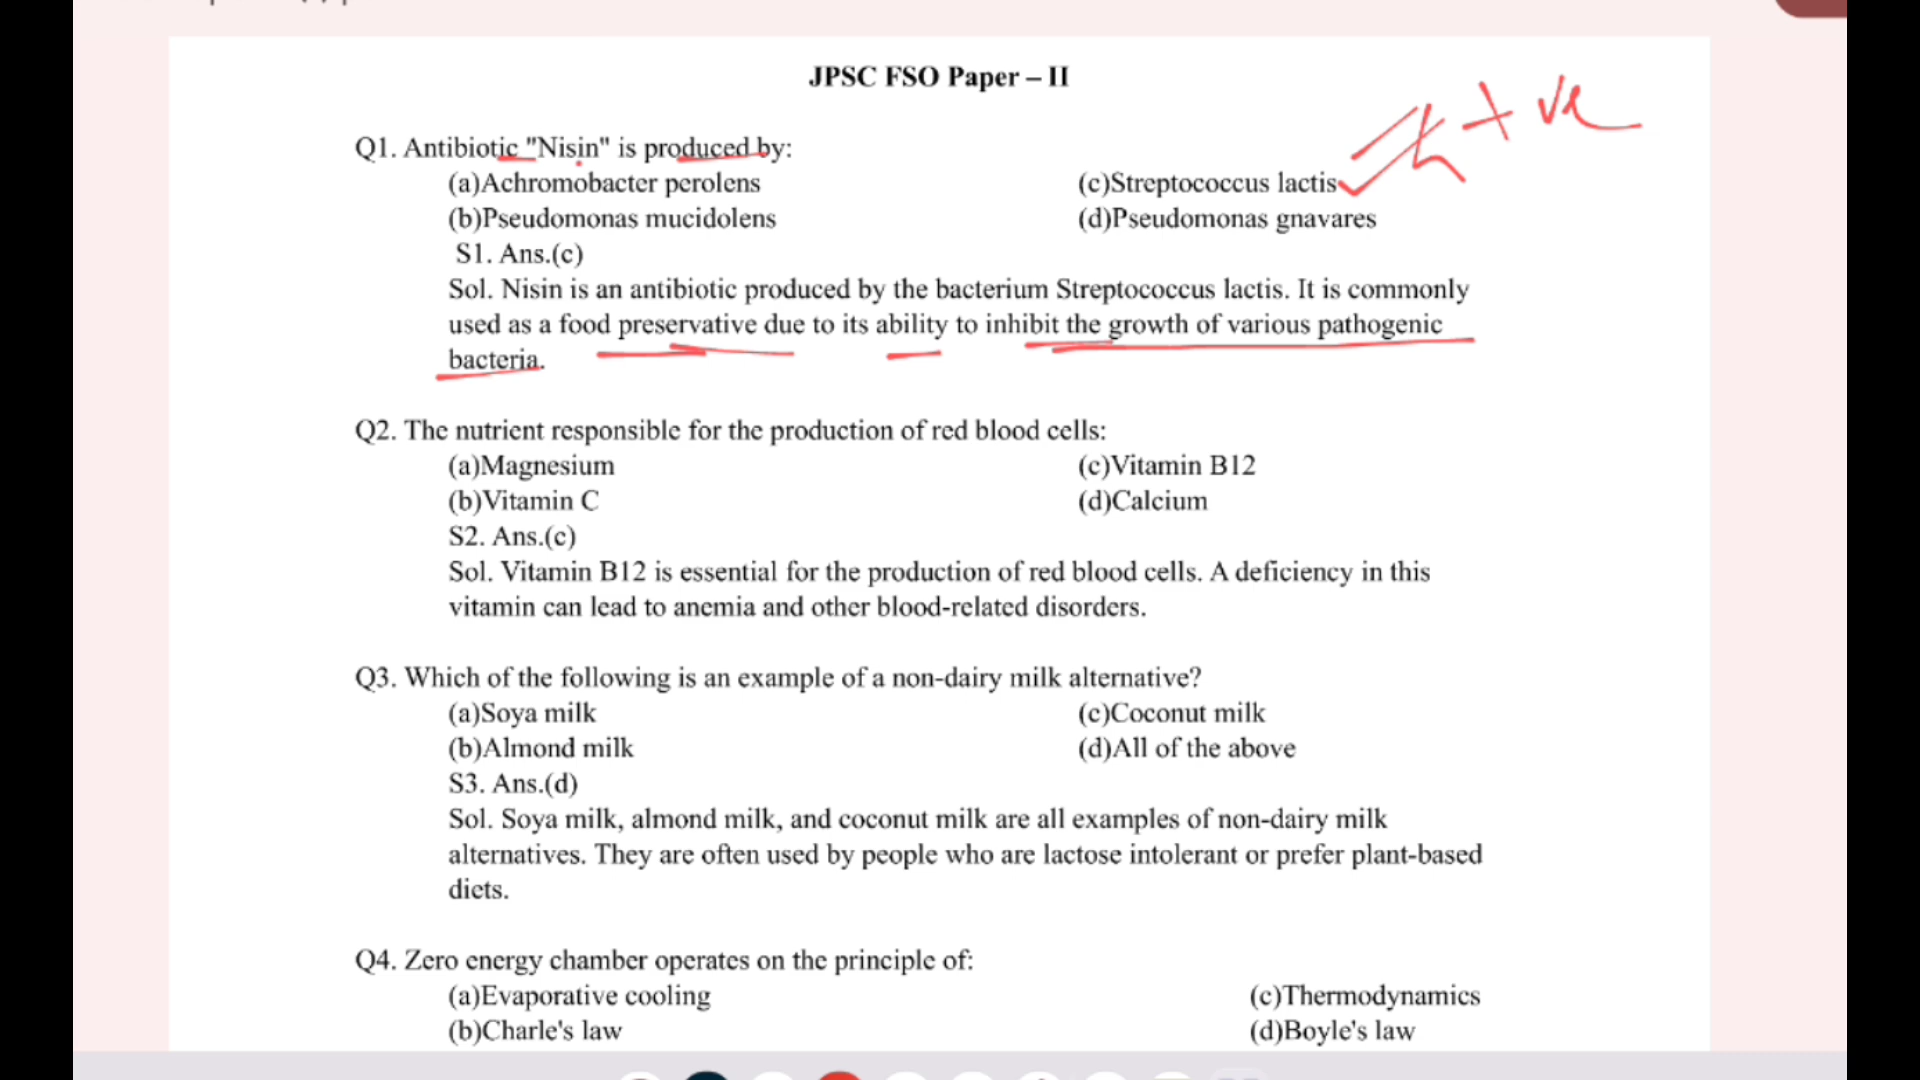 JPSC FSO Paper – II
+ ve
Q1. Antibiotic "Nisin" is produced by:
(a)Achromobacter perolens (c)Streptococcus lactis
(b)Pseudomonas mucidolens (d)Pseudomonas gnavares
S1. Ans.(c)
Sol. Nisin is an antibiotic produced by the bacterium Streptococcus lactis. It is commonly
used as a food preservative due to its ability to inhibit the growth of various pathogenic
bacteria.
Q2. The nutrient responsible for the production of red blood cells:
(a)Magnesium (c)Vitamin B12
(b)Vitamin C (d)Calcium
S2. Ans.(c)
Sol. Vitamin B12 is essential for the production of red blood cells. A deficiency in this
vitamin can lead to anemia and other blood-related disorders.
Q3. Which of the following is an example of a non-dairy milk alternative?
(a)Soya milk (c)Coconut milk
(b)Almond milk (d)All of the above
S3. Ans.(d)
Sol. Soya milk, almond milk, and coconut milk are all examples of non-dairy milk
alternatives. They are often used by people who are lactose intolerant or prefer plant-based
diets.
Q4. Zero energy chamber operates on the principle of:
(a)Evaporative cooling (c)Thermodynamics
(b)Charle's law (d)Boyle's law